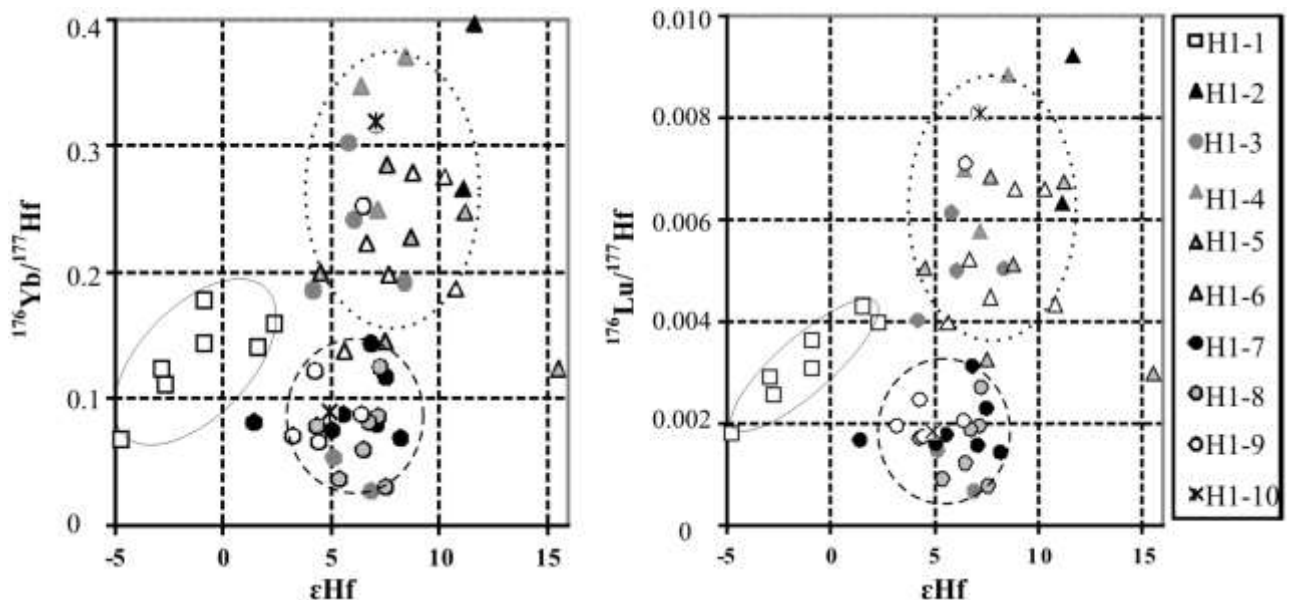 0.4
0.3
0.2
0.1
0
¹⁷⁶Yb/¹⁷⁷Hf
-5 0 5 10 15
εHf
0.010
0.008
0.006
0.004
0.002
0
¹⁷⁶Lu/¹⁷⁷Hf
-5 0 5 10 15
εHf
H1-1
H1-2
H1-3
H1-4
H1-5
H1-6
H1-7
H1-8
H1-9
H1-10